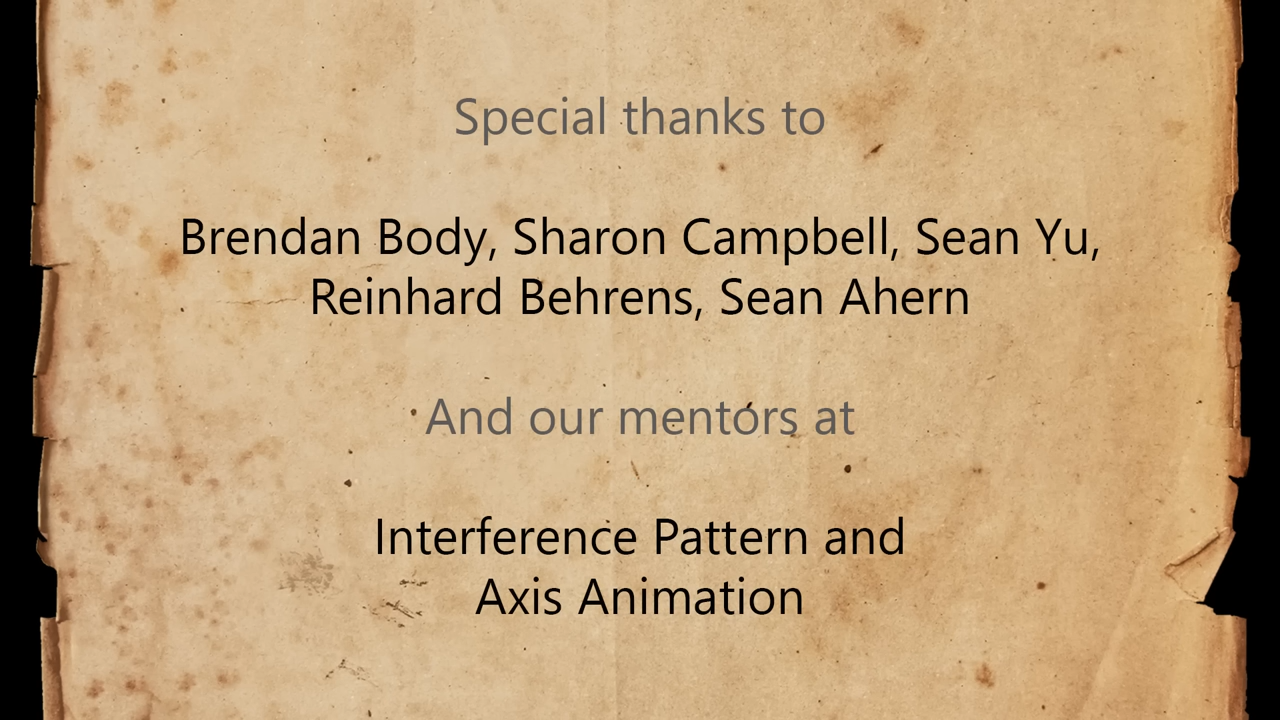 Special thanks to
Brendan Body, Sharon Campbell, Sean Yu,
Reinhard Behrens, Sean Ahern
And our mentors at
Interference Pattern and
Axis Animation